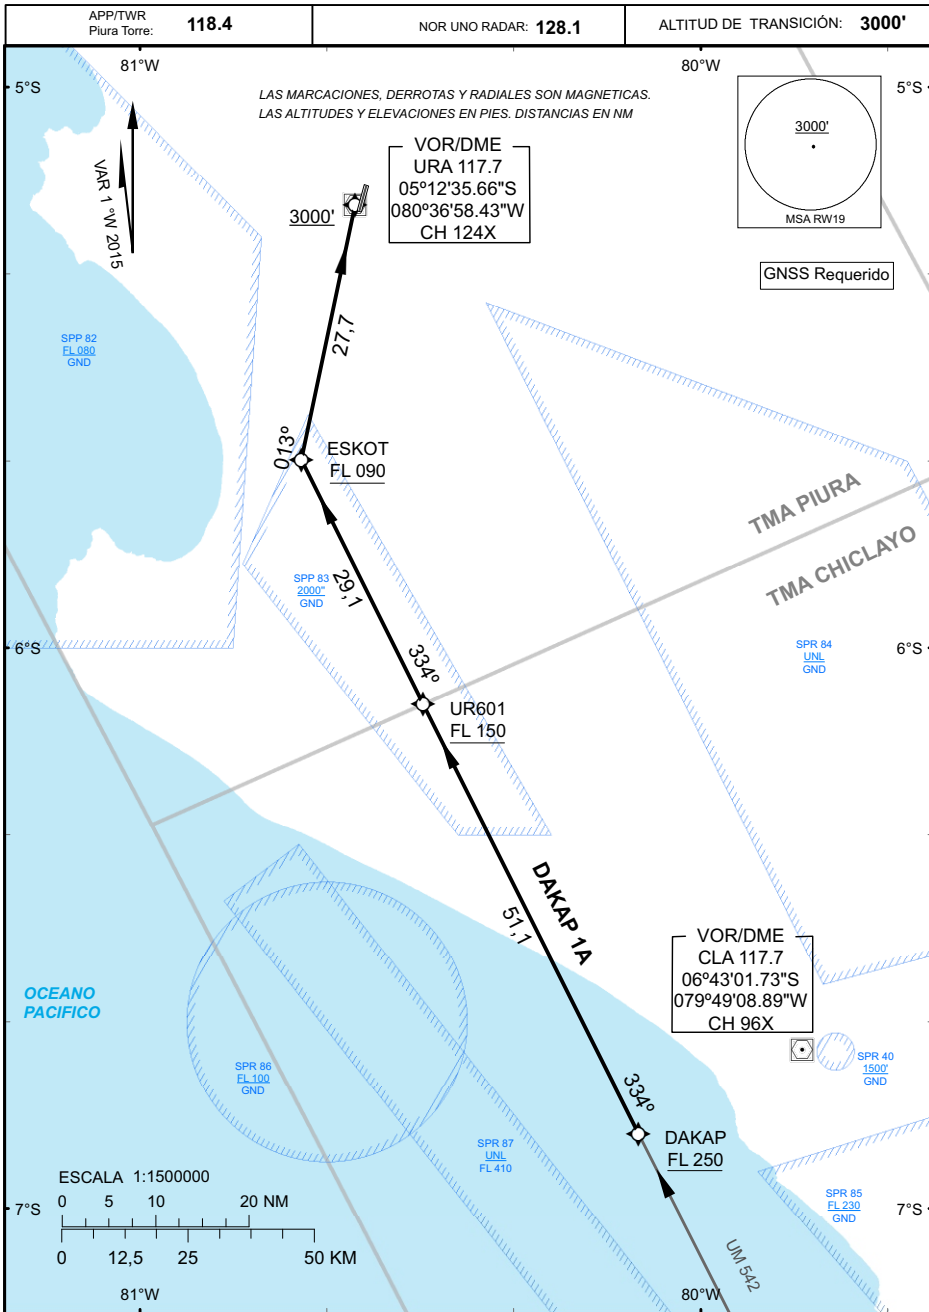 APP/TWR
Piura Torre:
118.4
NOR UNO RADAR: 128.1
ALTITUD DE TRANSICIÓN: 3000'
81°W
80°W
5°S
5°S
LAS MARCACIONES, DERROTAS Y RADIALES SON MAGNETICAS.
LAS ALTITUDES Y ELEVACIONES EN PIES. DISTANCIAS EN NM
VAR 1 °W 2015
VOR/DME
URA 117.7
05°12'35.66"S
080º36'58.43"W
CH 124X
3000'
3000'
MSA RW19
GNSS Requerido
27,7
SPP 82
FL 080
GND
013º
ESKOT
FL 090
TMA PIURA
TMA CHICLAYO
SPP 83
2000"
GND
29,1
6°S
6°S
SPR 84
UNL
GND
334º
UR601
FL 150
DAKAP 1A
51,1
VOR/DME
CLA 117.7
06º43'01.73"S
079º49'08.89"W
CH 96X
OCEANO
PACIFICO
SPR 40
1500'
GND
SPR 86
FL 100
GND
334º
DAKAP
FL 250
SPR 87
UNL
FL 410
SPR 85
FL 230
GND
ESCALA 1:1500000
0 5 10 20 NM
0 12,5 25 50 KM
7°S
7°S
UM 542
81°W
80°W